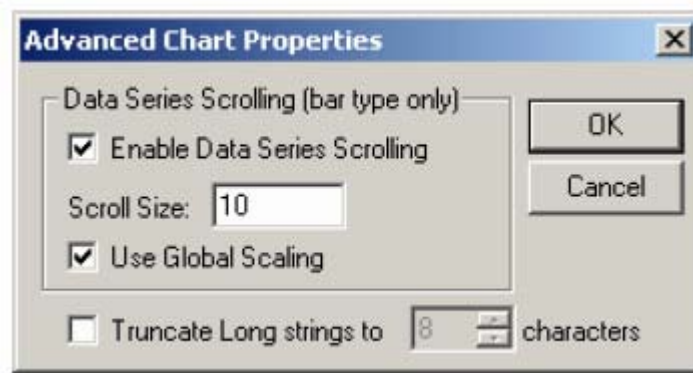 Advanced Chart Properties
Data Series Scrolling (bar type only)
Enable Data Series Scrolling
Scroll Size: 10
Use Global Scaling
Truncate Long strings to 8 characters
OK
Cancel